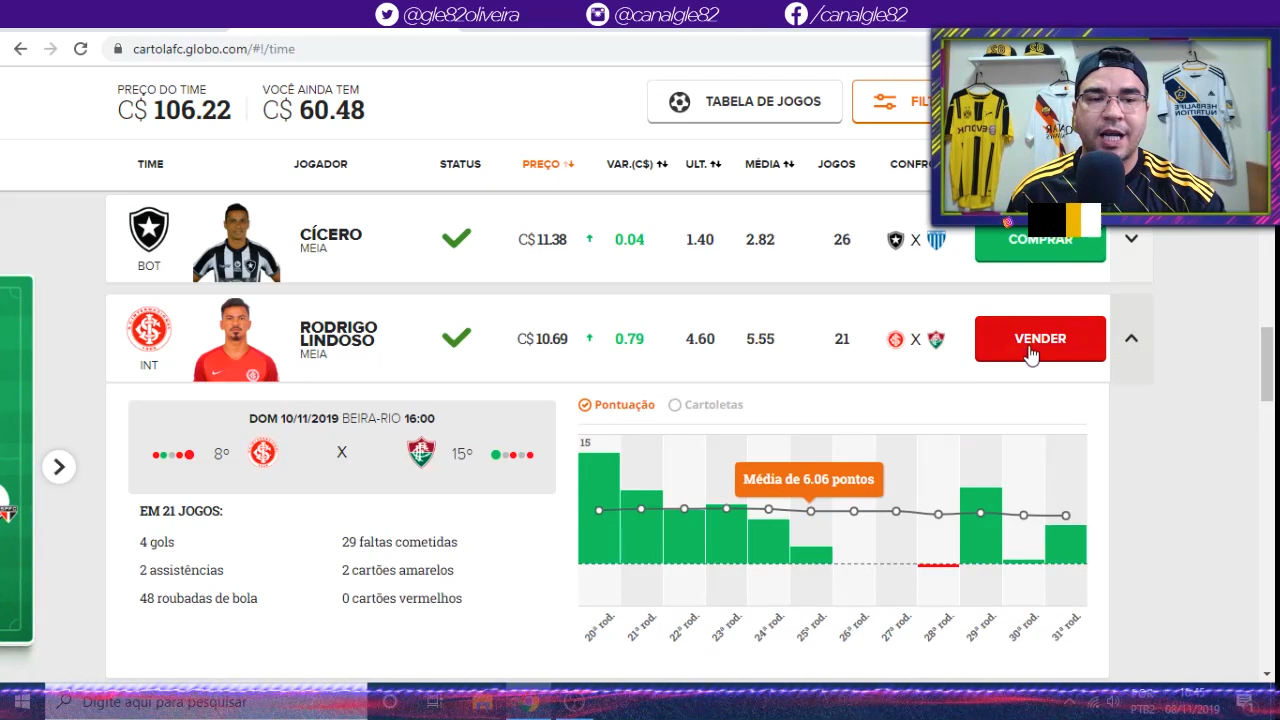 @gle82oliveira @canalgle82 /canalgle82
cartolafc.globo.com/#!/time
PREÇO DO TIME VOCÊ AINDA TEM
C$ 106.22 C$ 60.48
TABELA DE JOGOS
TIME JOGADOR STATUS PREÇO VAR.(C$) ULT. MÉDIA JOGOS
CÍCERO
MEIA
BOT
C$ 11.38 0.04 1.40 2.82 26 X COMPRAR
RODRIGO
LINDOSO
MEIA
INT
C$ 10.69 0.79 4.60 5.55 21 X VENDER
DOM 10/11/2019 BEIRA-RIO 16:00
8º X 15º
EM 21 JOGOS:
4 gols 29 faltas cometidas
2 assistências 2 cartões amarelos
48 roubadas de bola 0 cartões vermelhos
Pontuação Cartoletas
15
Média de 6.06 pontos
20ª rod. 21ª rod. 22ª rod. 23ª rod. 24ª rod. 25ª rod. 26ª rod. 27ª rod. 28ª rod. 29ª rod. 30ª rod. 31ª rod.
Digite aqui para pesquisar
PTB2 08/11/2019